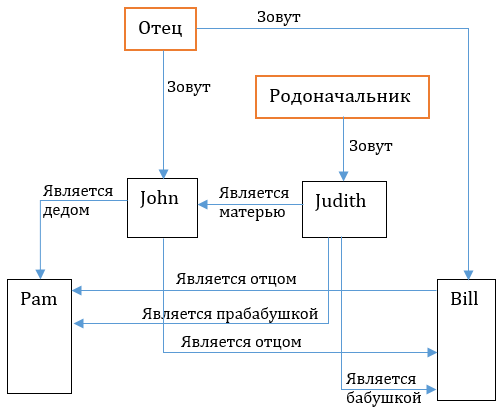 Отец
Зовут
Зовут
Родоначальник
Зовут
Является
дедом
John
Является
матерью
Judith
Pam
Является отцом
Bill
Является прабабушкой
Является отцом
Является
бабушкой